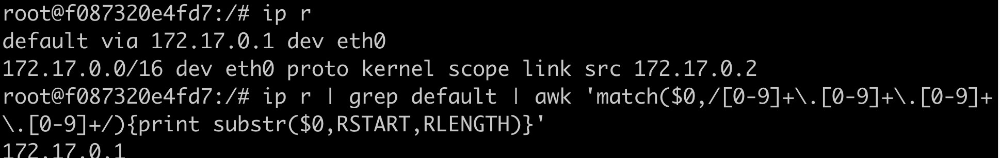 root@f087320e4fd7:/# ip r
default via 172.17.0.1 dev eth0
172.17.0.0/16 dev eth0 proto kernel scope link src 172.17.0.2
root@f087320e4fd7:/# ip r | grep default | awk 'match($0,/[0-9]+\.[0-9]+\.[0-9]+
\.[0-9]+/){print substr($0,RSTART,RLENGTH)}'
172.17.0.1